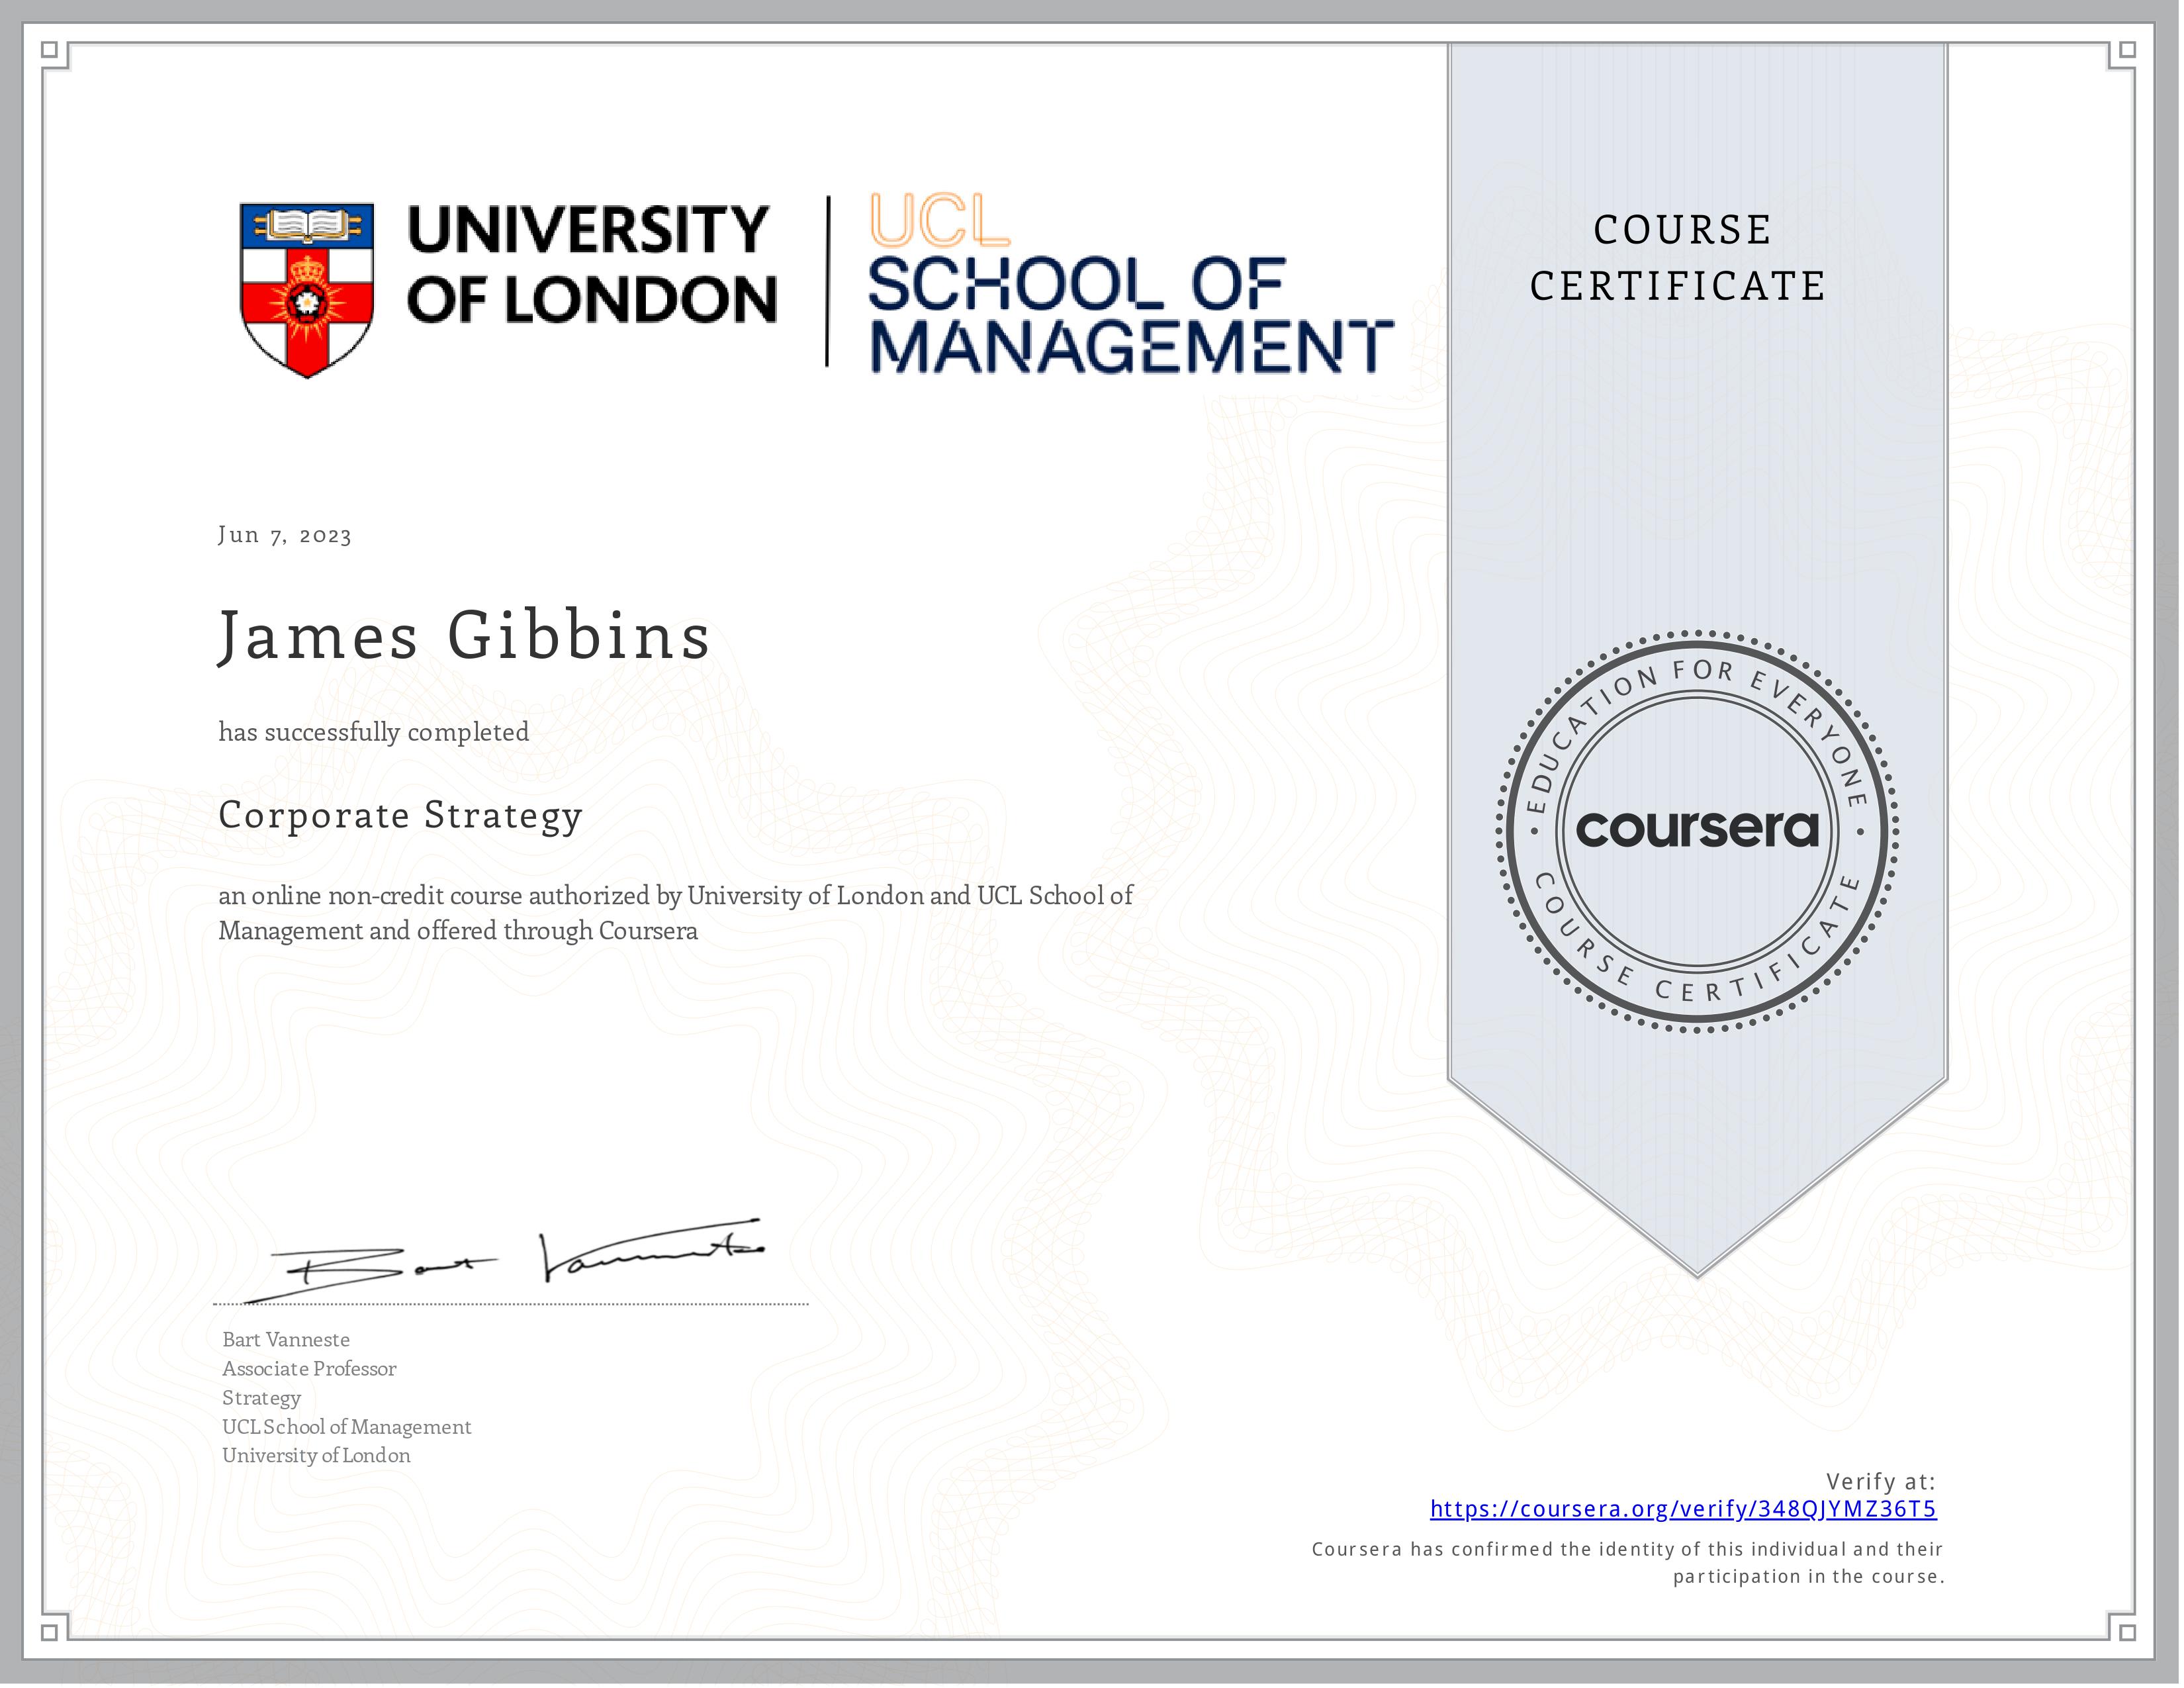 UNIVERSITY
OF LONDON
UCL
SCHOOL OF
MANAGEMENT
COURSE
CERTIFICATE
Jun 7, 2023
James Gibbins
has successfully completed
Corporate Strategy
an online non-credit course authorized by University of London and UCL School of
Management and offered through Coursera
EDUCATION FOR EVERYONE
coursera
COURSE CERTIFICATE
Bart Vanneste
Bart Vanneste
Associate Professor
Strategy
UCL School of Management
University of London
Verify at:
https://coursera.org/verify/348QJYMZ36T5
Coursera has confirmed the identity of this individual and their
participation in the course.